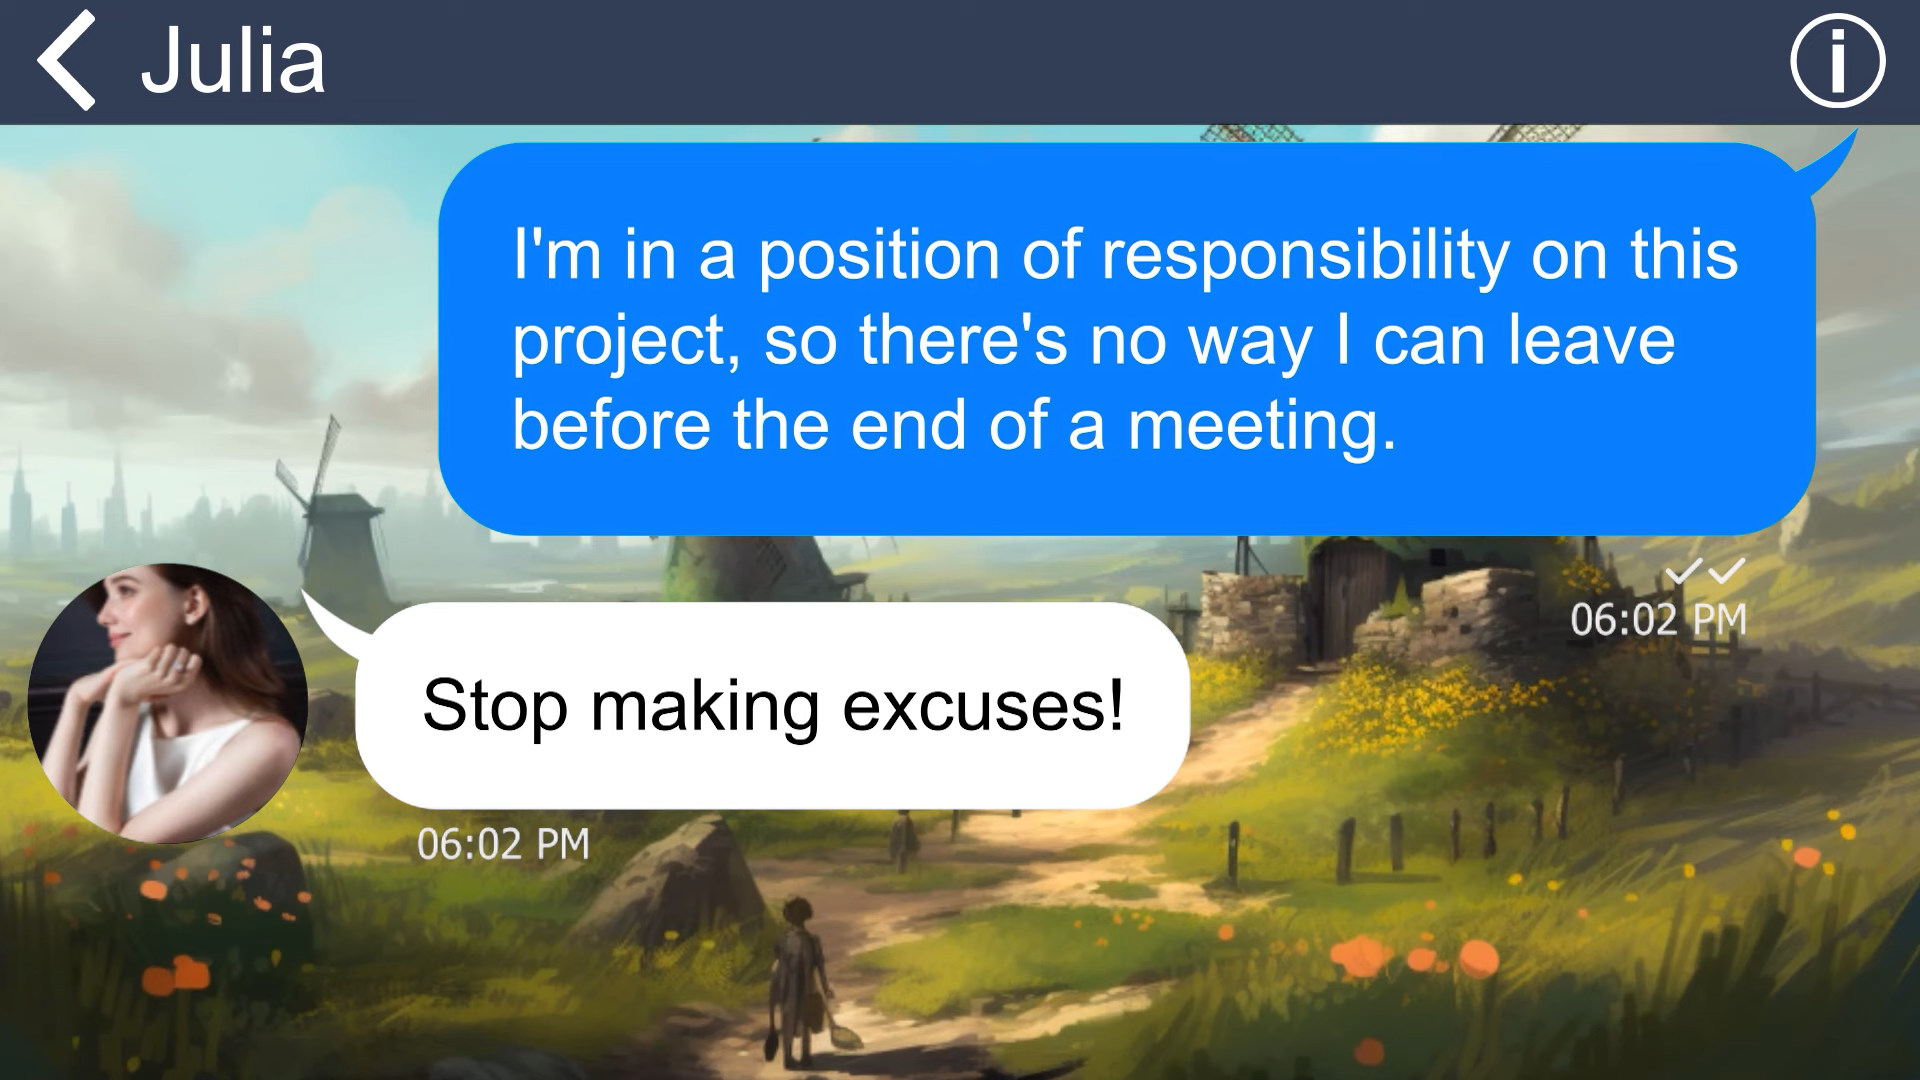 Julia
I'm in a position of responsibility on this
project, so there's no way I can leave
before the end of a meeting.
06:02 PM
Stop making excuses!
06:02 PM